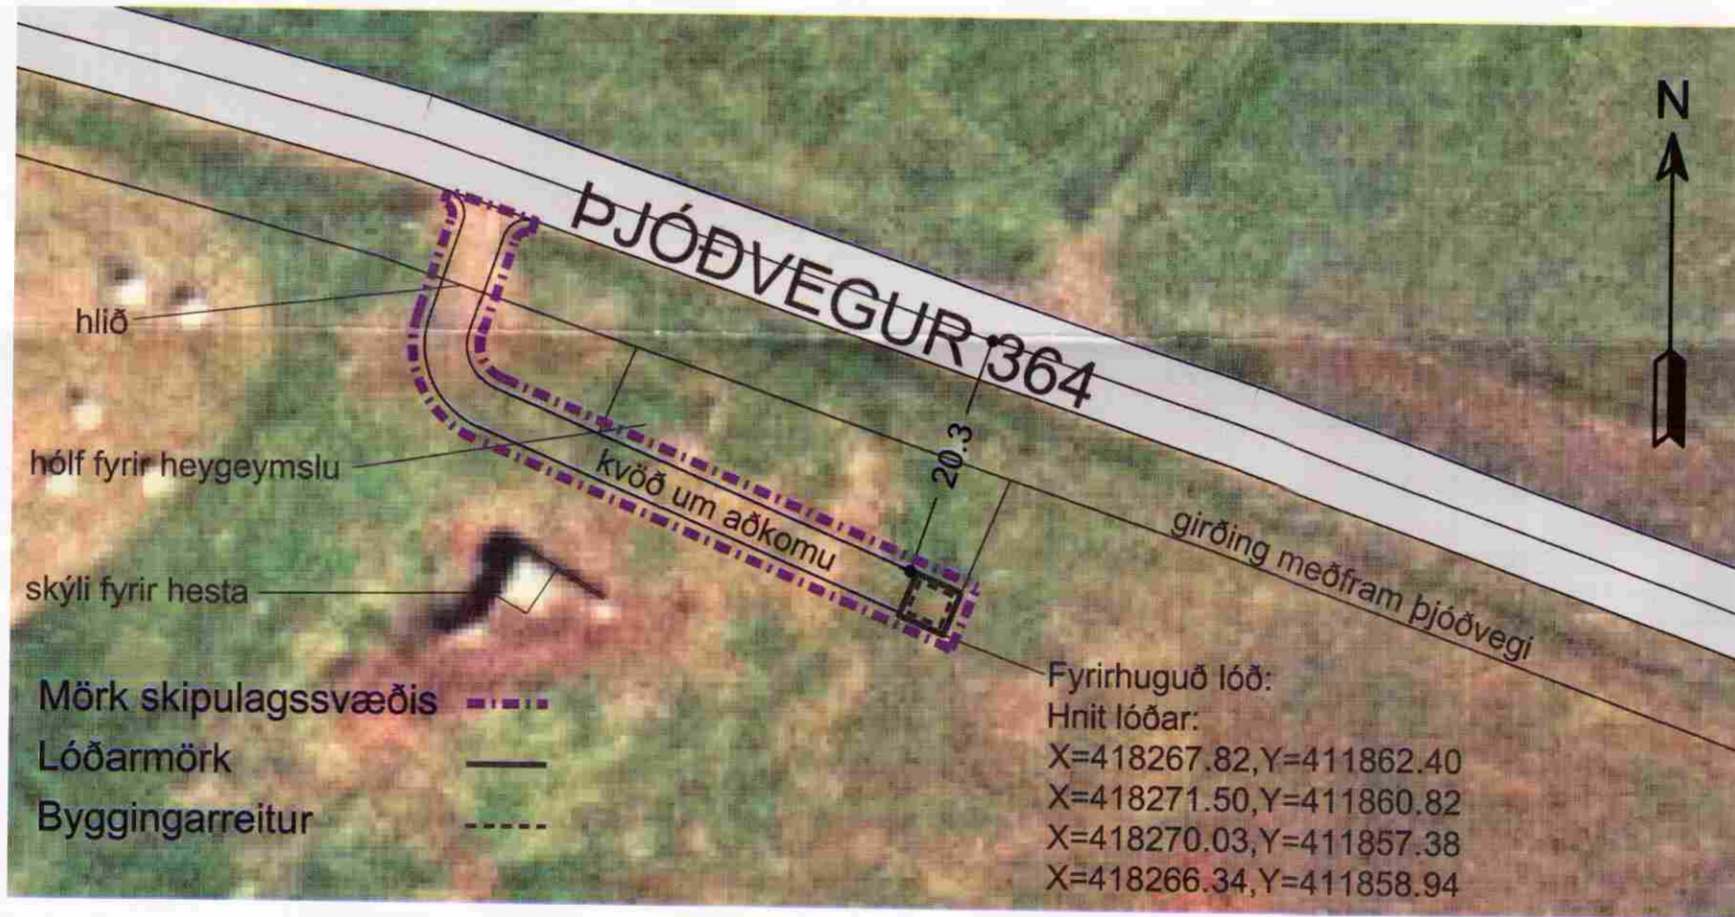 N
ÞJÓÐVEGUR 364
hlið
hólf fyrir heygeymslu
20.3
kvöð um aðkomu
girðing meðfram þjóðvegi
skýli fyrir hesta
Fyrirhuguð lóð:
Hnit lóðar:
X=418267.82,Y=411862.40
X=418271.50,Y=411860.82
X=418270.03,Y=411857.38
X=418266.34,Y=411858.94
Mörk skipulagssvæðis
Lóðarmörk
Byggingarreitur